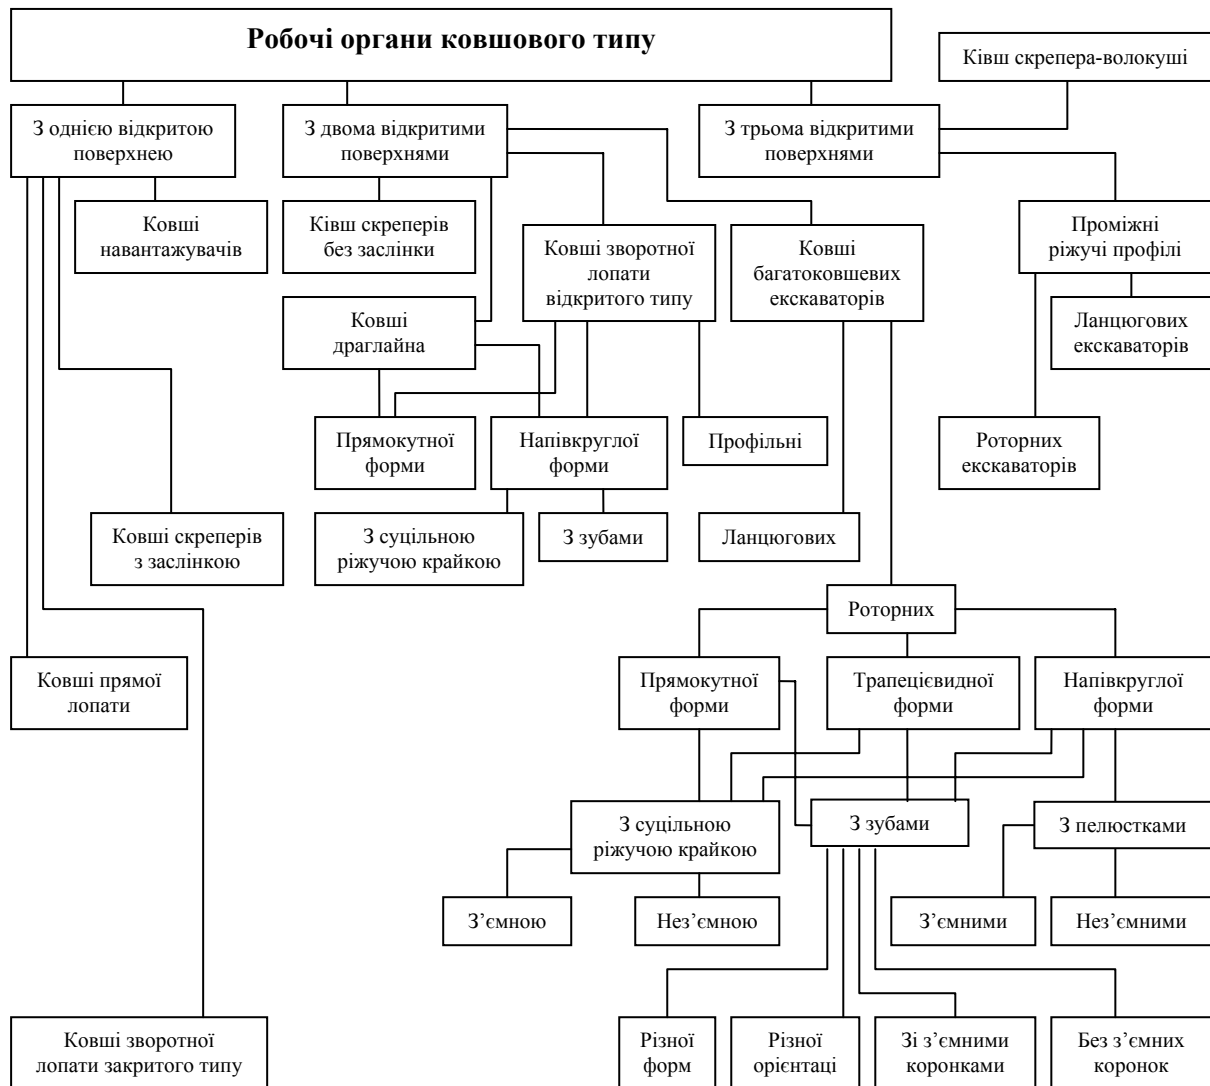 Робочі органи ковшового типу
Ківш скрепера-волокуші
З однією відкритою
поверхнею
З двома відкритими
поверхнями
З трьома відкритими
поверхнями
Ковші
навантажувачів
Ківш скреперів
без заслінки
Ковші зворотної
лопати
відкритого типу
Ковші
багатоковшевих
екскаваторів
Проміжні
ріжучі профілі
Ковші
драглайна
Ланцюгових
екскаваторів
Прямокутної
форми
Напівкруглої
форми
Профільні
Роторних
екскаваторів
Ковші скреперів
з заслінкою
З суцільною
ріжучою крайкою
З зубами
Ланцюгових
Роторних
Ковші прямої
лопати
Прямокутної
форми
Трапецієвидної
форми
Напівкруглої
форми
З суцільною
ріжучою крайкою
З зубами
З пелюстками
З’ємною
Нез’ємною
З’ємними
Нез’ємними
Ковші зворотної
лопати закритого типу
Різної
форм
Різної
орієнтаці
Зі з’ємними
коронками
Без з’ємних
коронок